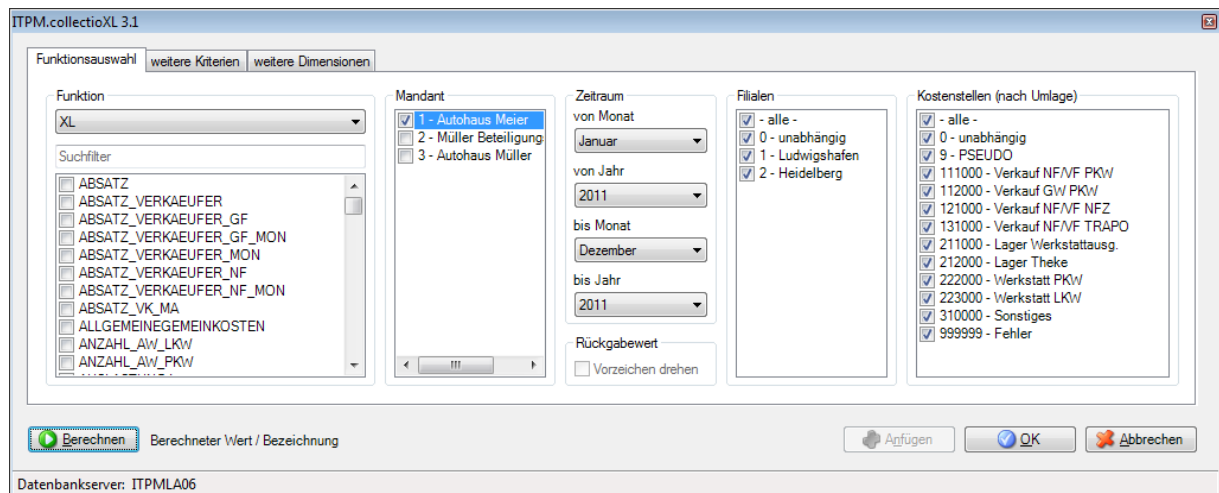 ITPM.collectioXL 3.1
Funktionsauswahl
weitere Kriterien
weitere Dimensionen
Funktion
XL
Suchfilter
ABSATZ
ABSATZ_VERKAEUFER
ABSATZ_VERKAEUFER_GF
ABSATZ_VERKAEUFER_GF_MON
ABSATZ_VERKAEUFER_MON
ABSATZ_VERKAEUFER_NF
ABSATZ_VERKAEUFER_NF_MON
ABSATZ_VK_MA
ALLGEMEINEGEMEINKOSTEN
ANZAHL_AW_LKW
ANZAHL_AW_PKW
Mandant
1 - Autohaus Meier
2 - Müller Beteiligung
3 - Autohaus Müller
Zeitraum
von Monat
Januar
von Jahr
2011
bis Monat
Dezember
bis Jahr
2011
Rückgabewert
Vorzeichen drehen
Filialen
- alle -
0 - unabhängig
1 - Ludwigshafen
2 - Heidelberg
Kostenstellen (nach Umlage)
- alle -
0 - unabhängig
9 - PSEUDO
111000 - Verkauf NF/VF PKW
112000 - Verkauf GW PKW
121000 - Verkauf NF/VF NFZ
131000 - Verkauf NF/VF TRAPO
211000 - Lager Werkstattausg.
212000 - Lager Theke
222000 - Werkstatt PKW
223000 - Werkstatt LKW
310000 - Sonstiges
999999 - Fehler
Berechnen
Berechneter Wert / Bezeichnung
Anfügen
OK
Abbrechen
Datenbankserver: ITPMLA06